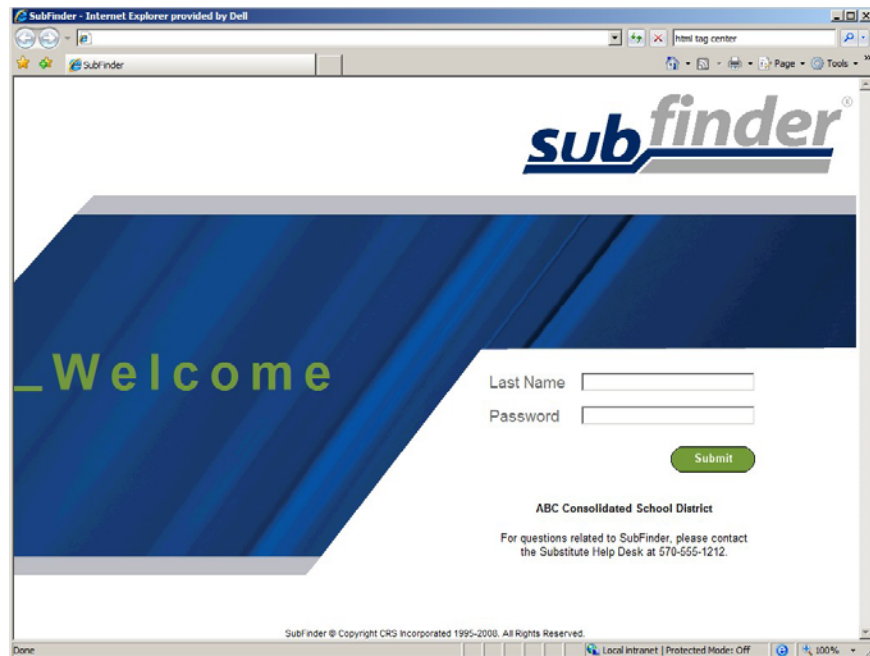 SubFinder - Internet Explorer provided by Dell
html tag center
SubFinder
Page
Tools
subfinder®
_Welcome
Last Name
Password
Submit
ABC Consolidated School District
For questions related to SubFinder, please contact
the Substitute Help Desk at 570-555-1212.
SubFinder © Copyright CRS Incorporated 1995-2008. All Rights Reserved.
Done
Local intranet | Protected Mode: Off
100%